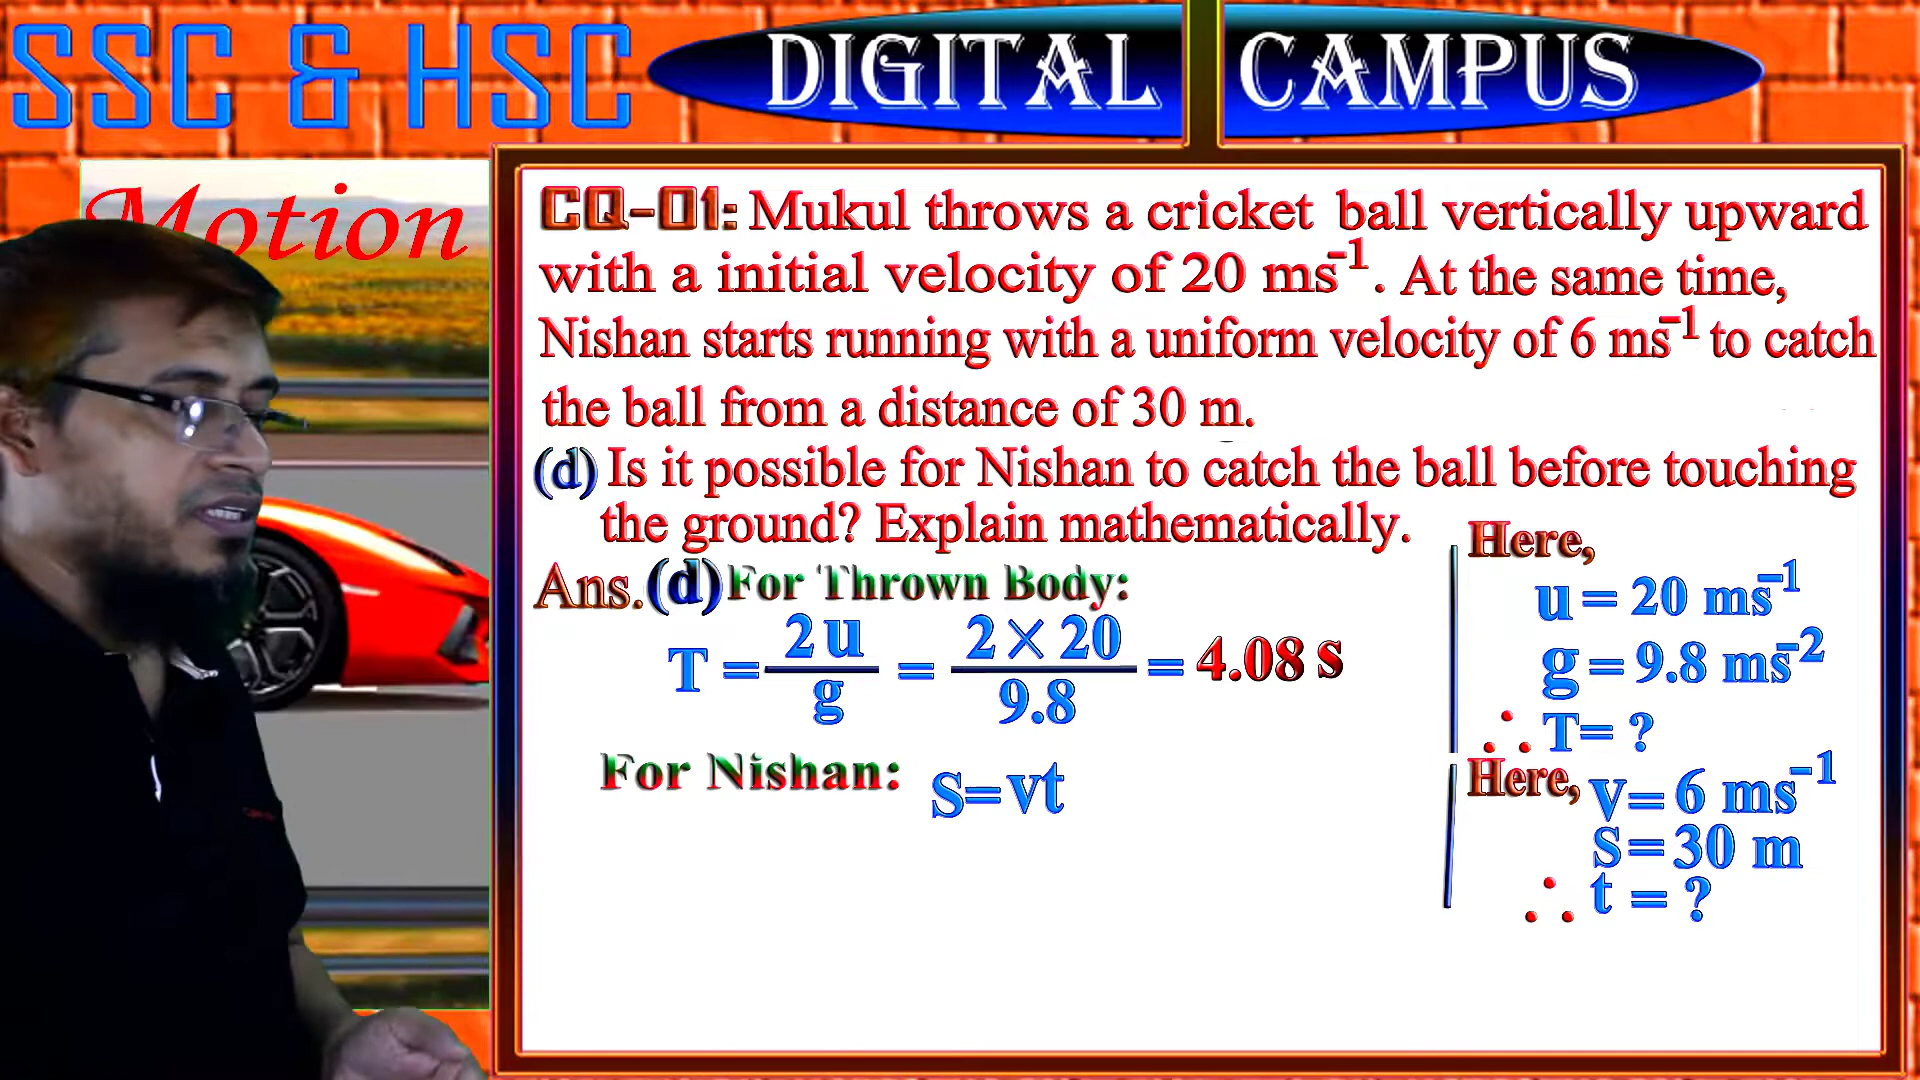 SSC & HSC DIGITAL CAMPUS
Motion
CQ-01: Mukul throws a cricket ball vertically upward
with a initial velocity of 20 ms⁻¹. At the same time,
Nishan starts running with a uniform velocity of 6 ms⁻¹ to catch
the ball from a distance of 30 m.
(d) Is it possible for Nishan to catch the ball before touching
the ground? Explain mathematically.
Ans.(d) For Thrown Body:
T = 2u/g = 2 × 20/9.8 = 4.08 s
Here,
u = 20 ms⁻¹
g = 9.8 ms⁻²
∴ T= ?
For Nishan: S=vt
Here, v= 6 ms⁻¹
S=30 m
∴ t = ?